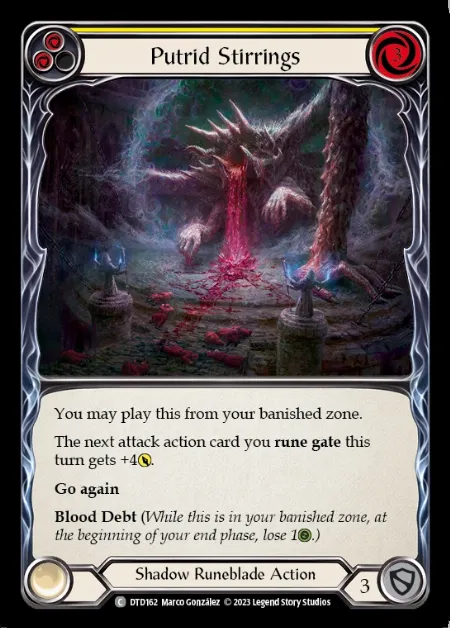 Putrid Stirrings
3
You may play this from your banished zone.
The next attack action card you rune gate this
turn gets +4.
Go again
Blood Debt (While this is in your banished zone, at
the beginning of your end phase, lose 1.)
Shadow Runeblade Action
3
C DTD162 Marco González © 2023 Legend Story Studios